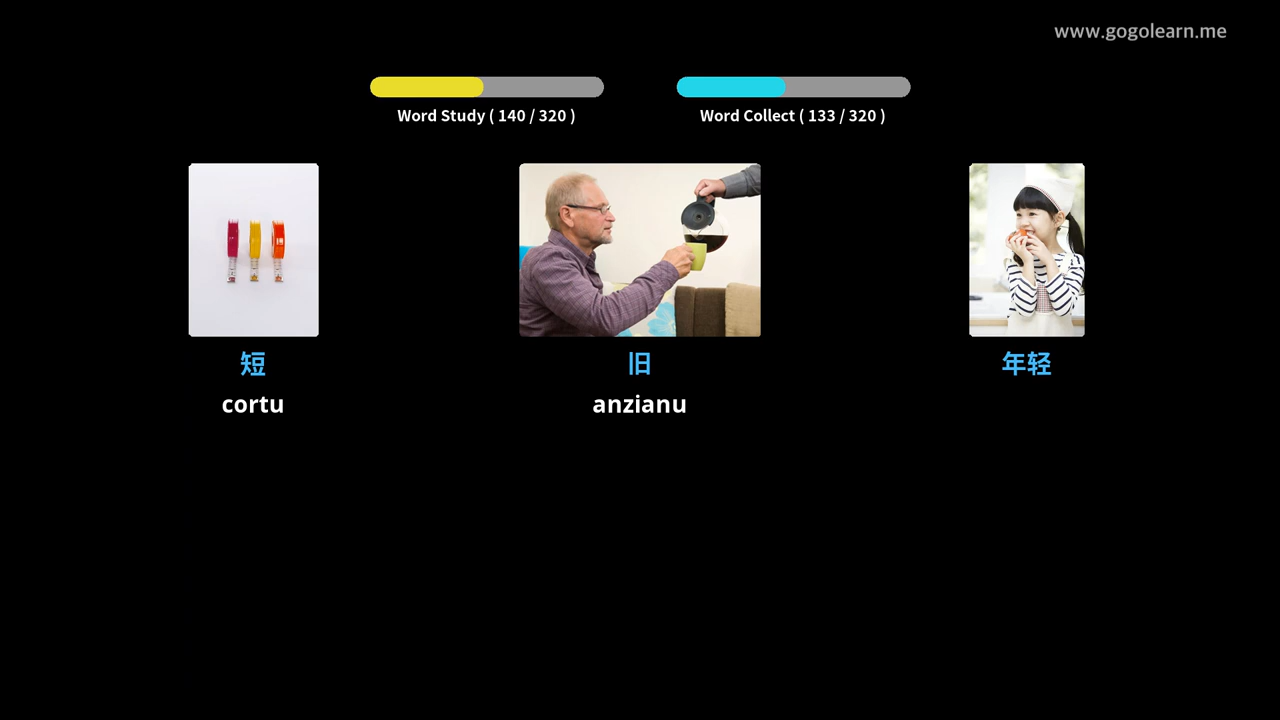 www.gogolearn.me
Word Study ( 140 / 320 )
Word Collect ( 133 / 320 )
短
旧
年轻
cortu
anzianu